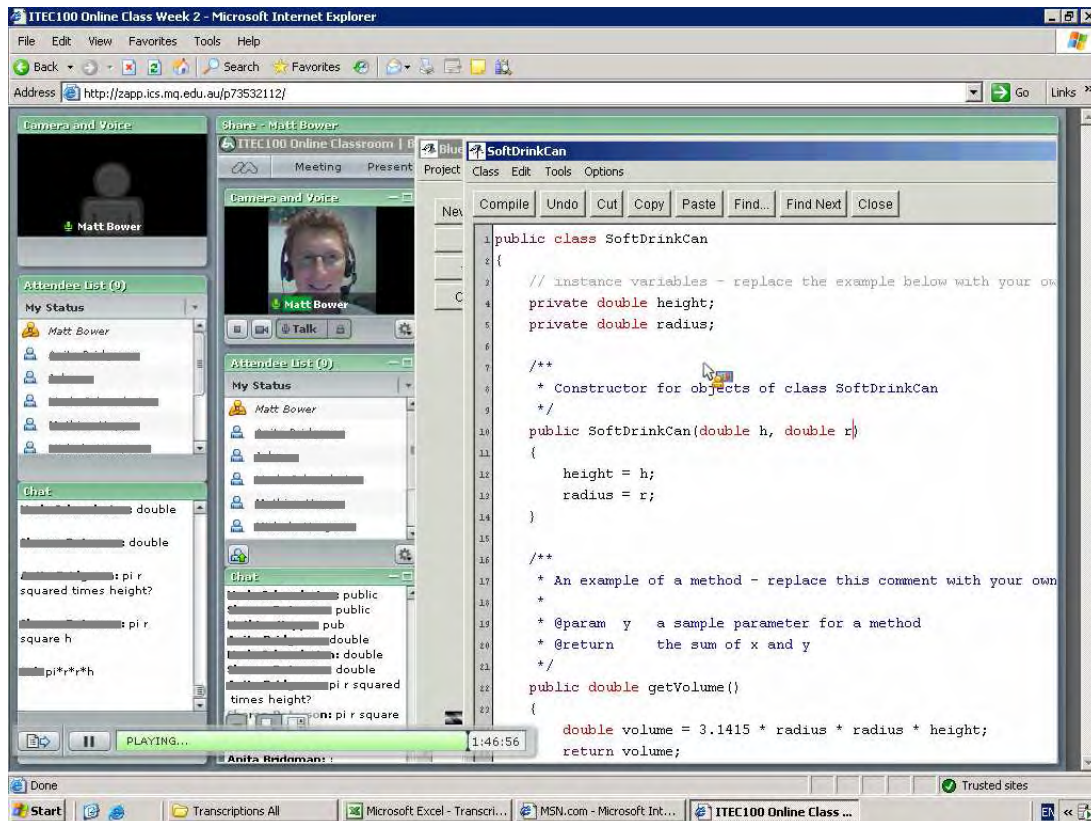 ITEC100 Online Class Week 2 - Microsoft Internet Explorer
File Edit View Favorites Tools Help
Back Search Favorites
Address http://zapp.ics.mq.edu.au/p73532112/ Go Links »
Camera and Voice
Matt Bower
Attendee List (9)
My Status
Matt Bower
Chat
double
double
: pi r
squared times height?
: pi r
square h
pi*r*r*h
PLAYING...
1:46:56
Share - Matt Bower
ITEC100 Online Classroom | B
Meeting Present
Camera and Voice
Matt Bower
Talk
Attendee List (9)
My Status
Matt Bower
Chat
: public
public
pub
double
: double
double
pi r squared
times height?
on: pi r square
Anita Bridgman: :
Blue
Project
Nev
C
SoftDrinkCan
Class Edit Tools Options
Compile Undo Cut Copy Paste Find... Find Next Close
1 public class SoftDrinkCan
2 {
3 // instance variables - replace the example below with your ow
4 private double height;
5 private double radius;
6
7 /**
8 * Constructor for objects of class SoftDrinkCan
9 */
10 public SoftDrinkCan(double h, double r)
11 {
12 height = h;
13 radius = r;
14 }
15
16 /**
17 * An example of a method - replace this comment with your own
18 *
19 * @param y a sample parameter for a method
20 * @return the sum of x and y
21 */
22 public double getVolume()
23 {
double volume = 3.1415 * radius * radius * height;
return volume;
Done Trusted sites
Start Transcriptions All Microsoft Excel - Transcri... MSN.com - Microsoft Int... ITEC100 Online Class ... EN «